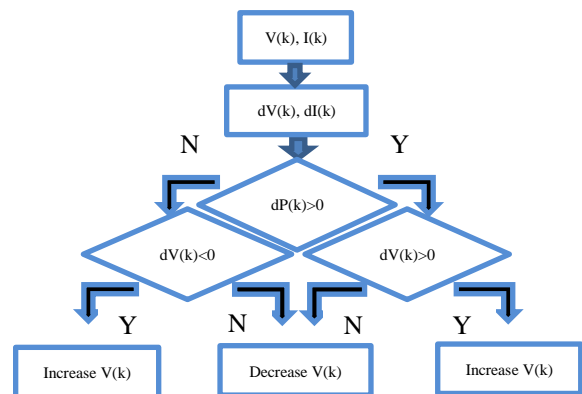 V(k), I(k)
dV(k), dI(k)
N
Y
dP(k)>0
dV(k)<0
dV(k)>0
Y
N
N
Y
Increase V(k)
Decrease V(k)
Increase V(k)